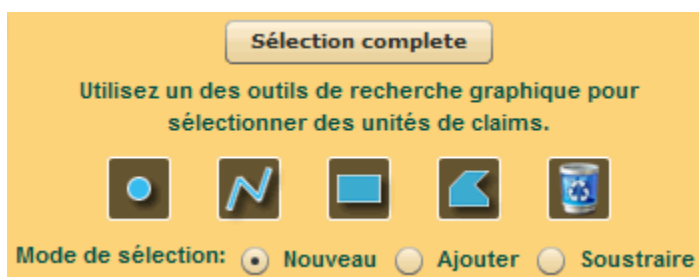 Sélection complete
Utilisez un des outils de recherche graphique pour
sélectionner des unités de claims.
Mode de sélection: Nouveau Ajouter Soustraire